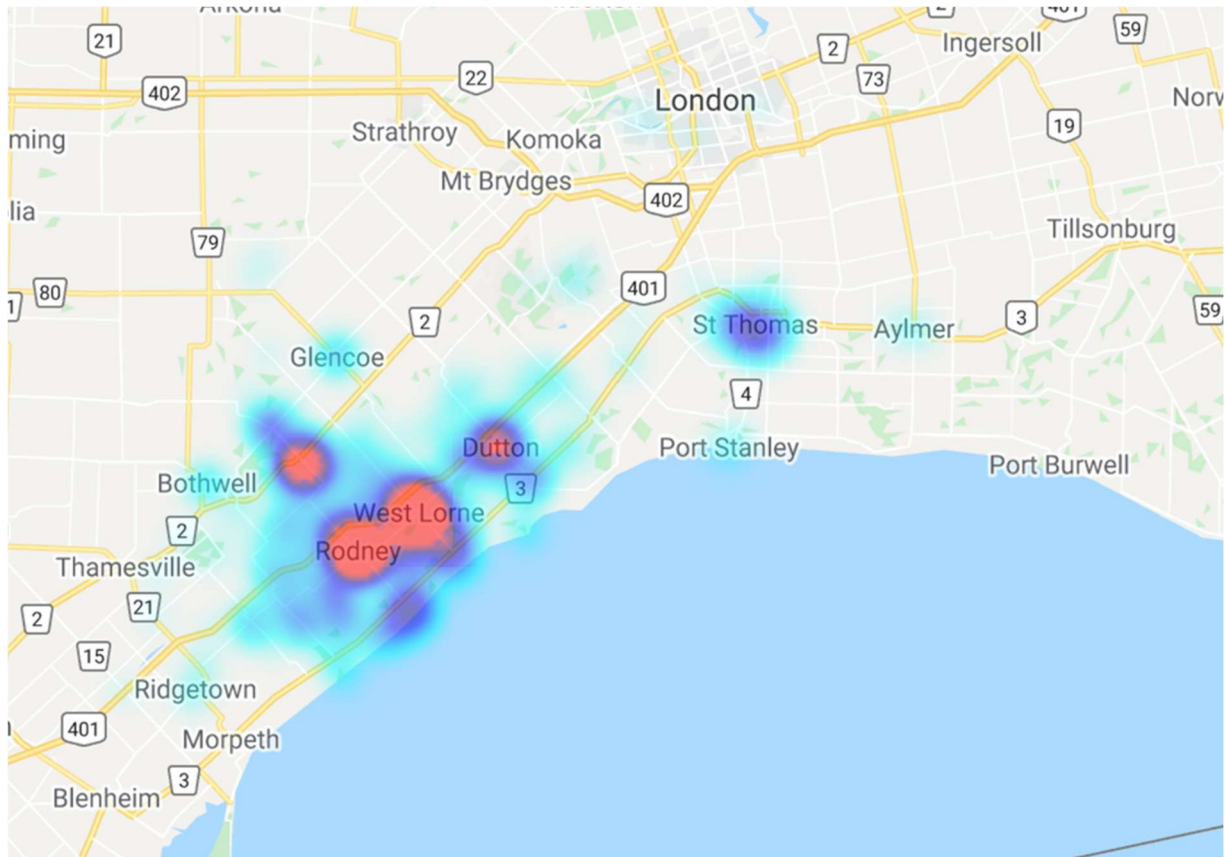 21
2
59
Ingersoll
22
73
402
London
Norw
19
Strathroy
Komoka
ming
Mt Brydges
402
lia
79
Tillsonburg
401
80
1
2
3
59
St Thomas
Aylmer
Glencoe
4
Dutton
Port Stanley
Port Burwell
Bothwell
3
West Lorne
2
Rodney
Thamesville
21
2
15
Ridgetown
401
Morpeth
3
Blenheim